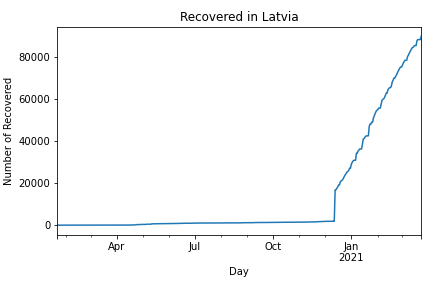 Recovered in Latvia
Number of Recovered
80000
60000
40000
20000
0
Apr Jul Oct Jan
2021
Day